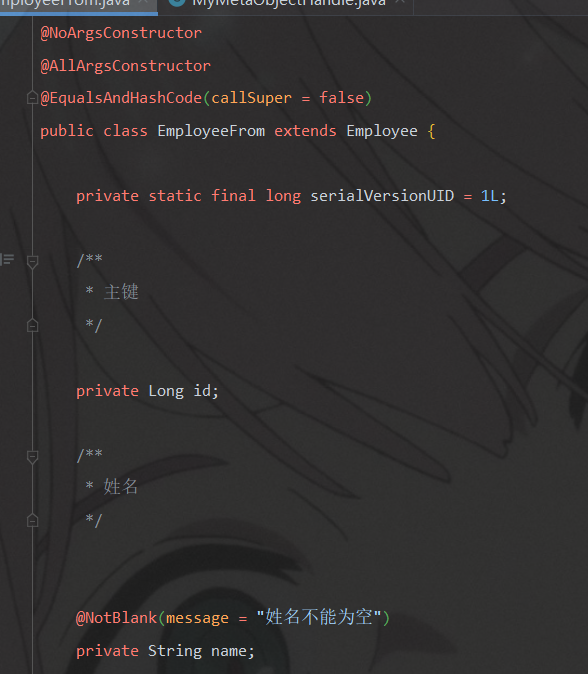 mployeeFrom.java
MyMetaObjectHandle.java
@NoArgsConstructor
@AllArgsConstructor
@EqualsAndHashCode(callSuper = false)
public class EmployeeFrom extends Employee {
private static final long serialVersionUID = 1L;
/**
* 主键
*/
private Long id;
/**
* 姓名
*/
@NotBlank(message = "姓名不能为空")
private String name;